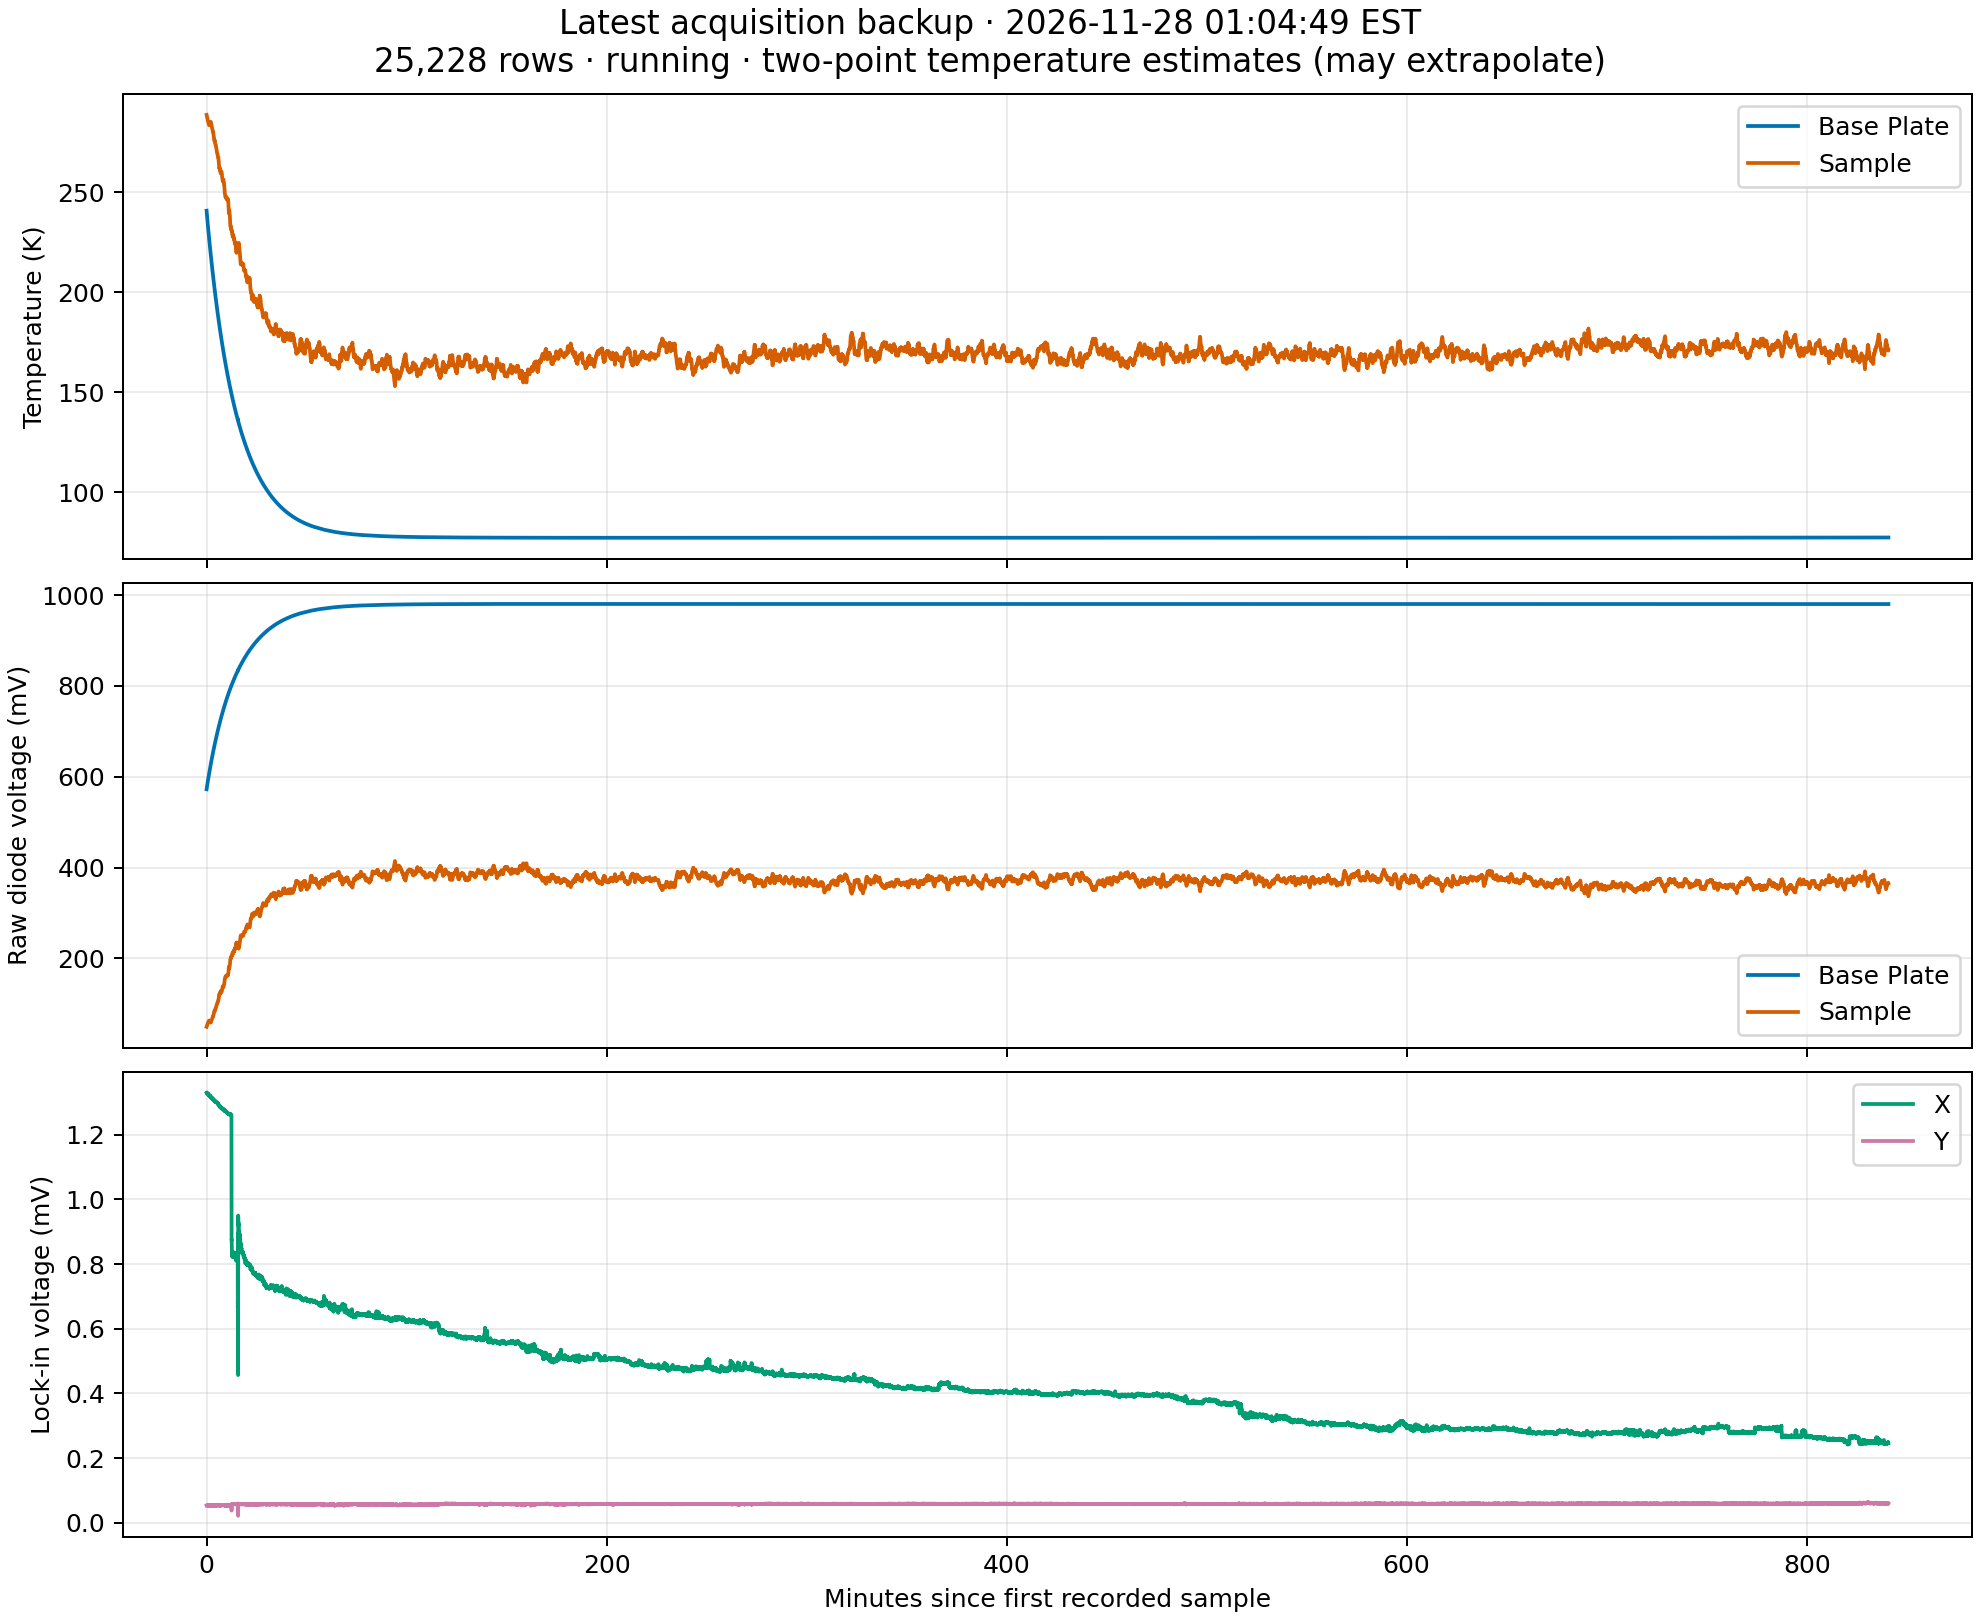 Latest acquisition backup · 2026-11-28 01:04:49 EST
25,228 rows · running · two-point temperature estimates (may extrapolate)
Temperature (K)
250
200
150
100
Base Plate
Sample
Raw diode voltage (mV)
1000
800
600
400
200
Base Plate
Sample
Lock-in voltage (mV)
1.2
1.0
0.8
0.6
0.4
0.2
0.0
X
Y
0
200
400
600
800
Minutes since first recorded sample